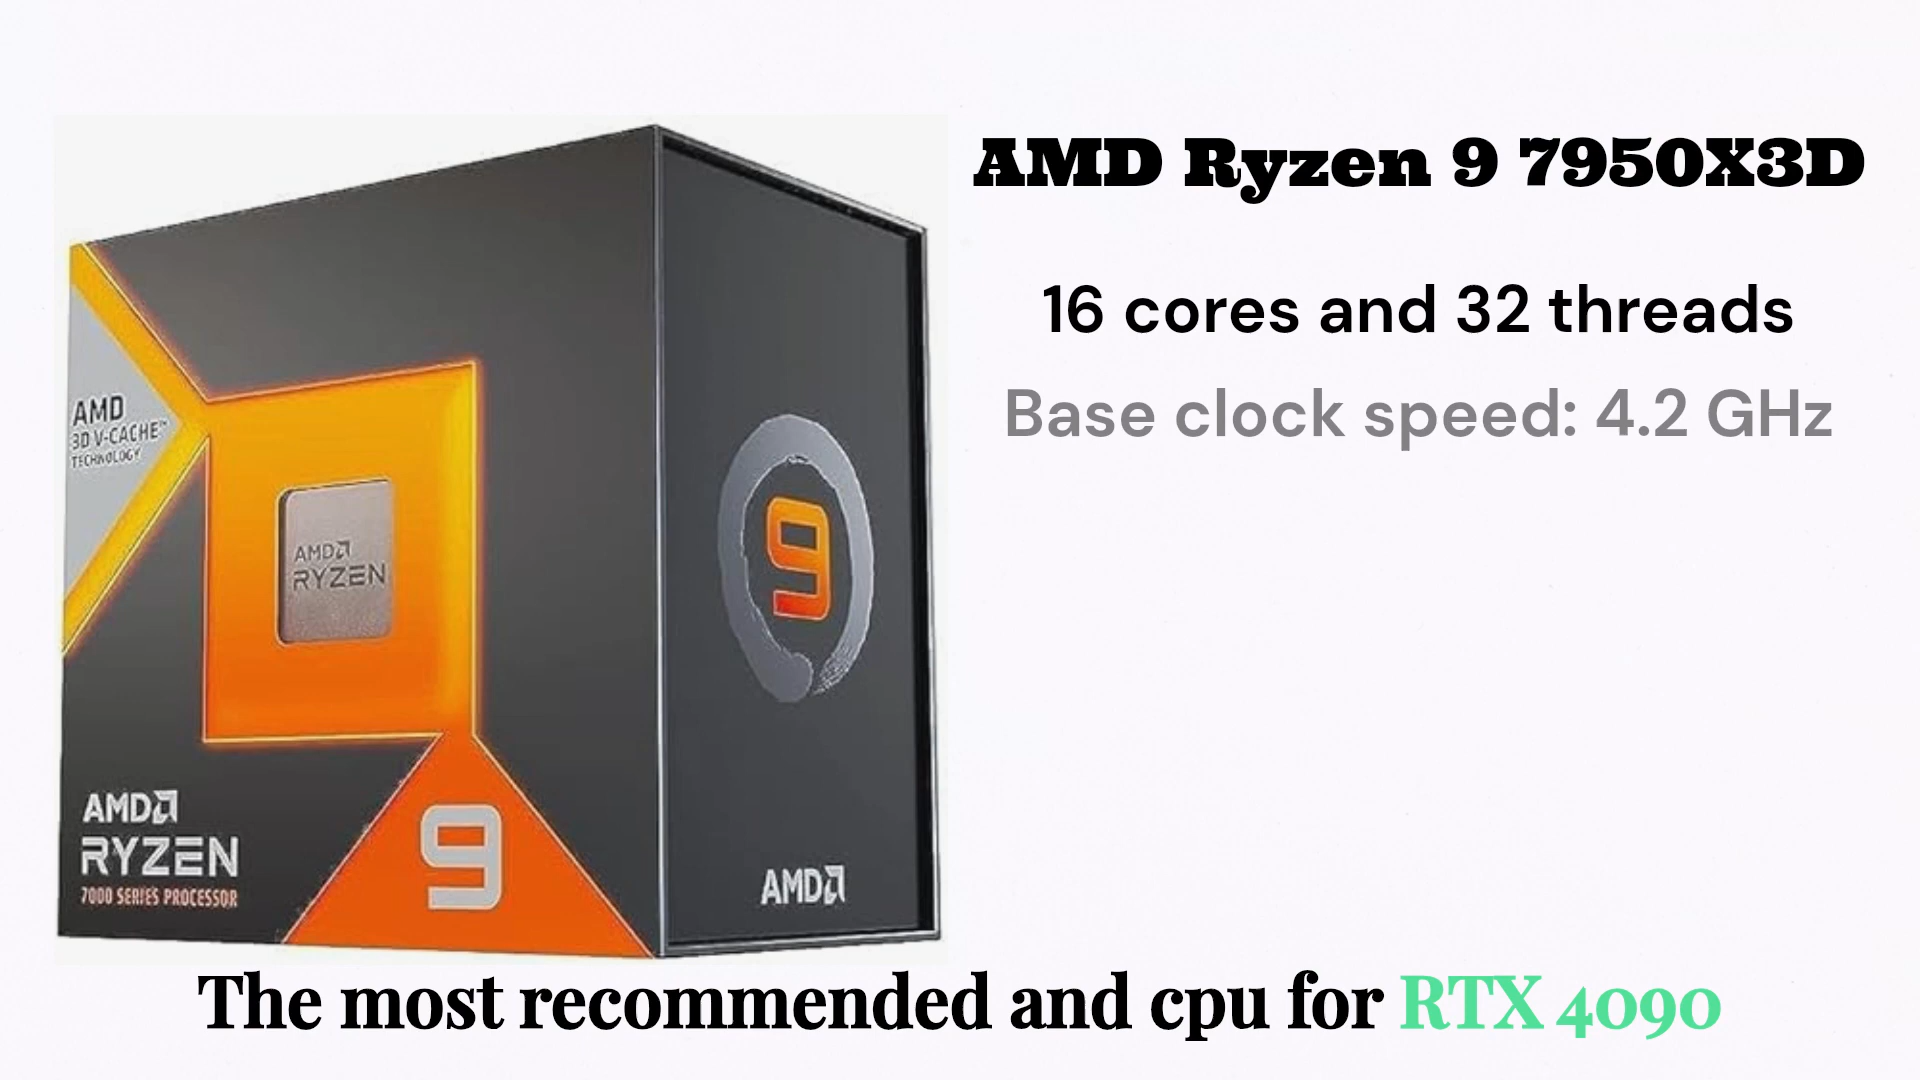 AMD Ryzen 9 7950X3D
16 cores and 32 threads
Base clock speed: 4.2 GHz
AMD
3D V-CACHE™
TECHNOLOGY
AMD
RYZEN
9
AMD
RYZEN
7000 SERIES PROCESSOR
9
AMD
The most recommended and cpu for RTX 4090